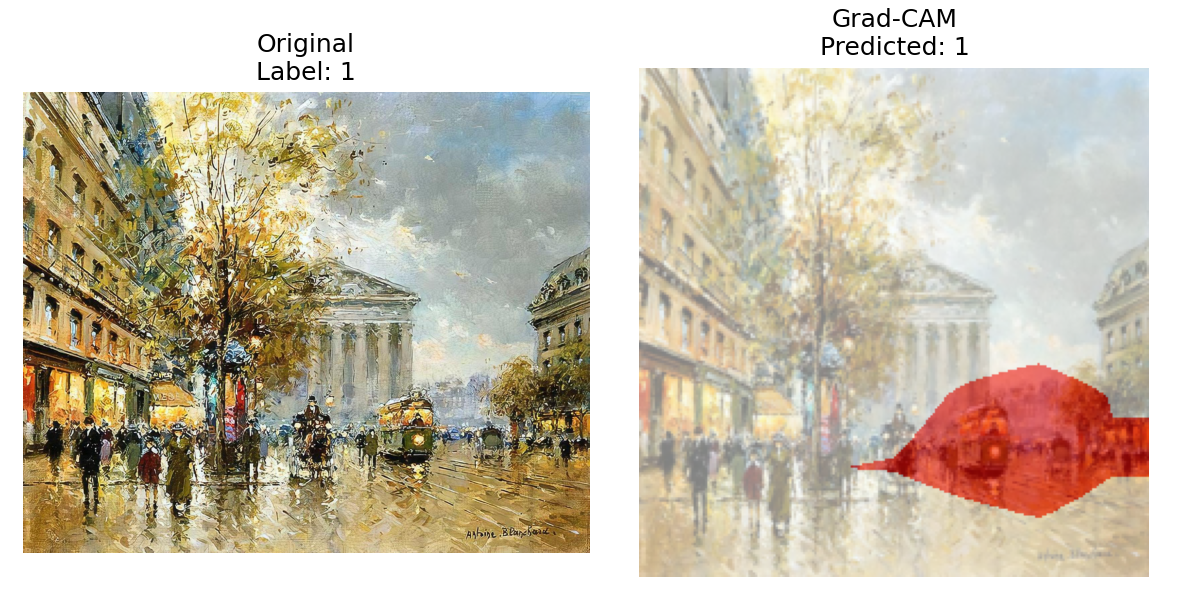 Original
Label: 1
Grad-CAM
Predicted: 1
Antoine . Blanchard .